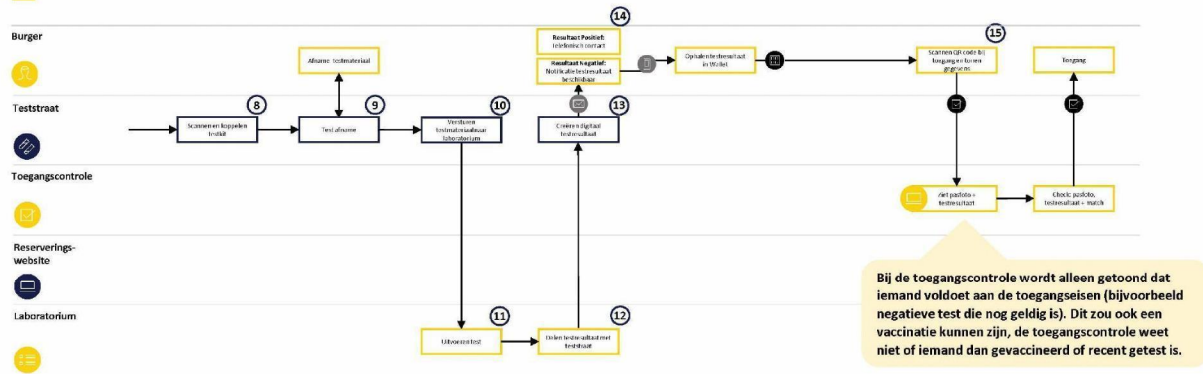 14
Burger
Resultaat Positief:
Telefonisch contact
15
Afname testmateriaal
Resultaat Negatief:
Notificatie testresultaat
beschikbaar
Ophalen testresultaat
in Wallet
Scannen QR code bij
toegang en tonen
gegevens
Toegang
Teststraat
8
9
10
13
Scannen en koppelen
testkit
Test afname
Versturen
testmateriaal naar
laboratorium
Creëren digitaal
testresultaat
Toegangscontrole
Ziet pasfoto +
testresultaat
Check: pasfoto,
testresultaat + match
Reserverings-
website
Bij de toegangscontrole wordt alleen getoond dat
iemand voldoet aan de toegangseisen (bijvoorbeeld
negatieve test die nog geldig is). Dit zou ook een
vaccinatie kunnen zijn, de toegangscontrole weet
niet of iemand dan gevaccineerd of recent getest is.
Laboratorium
11
12
Uitvoeren test
Delen testresultaat met
teststraat